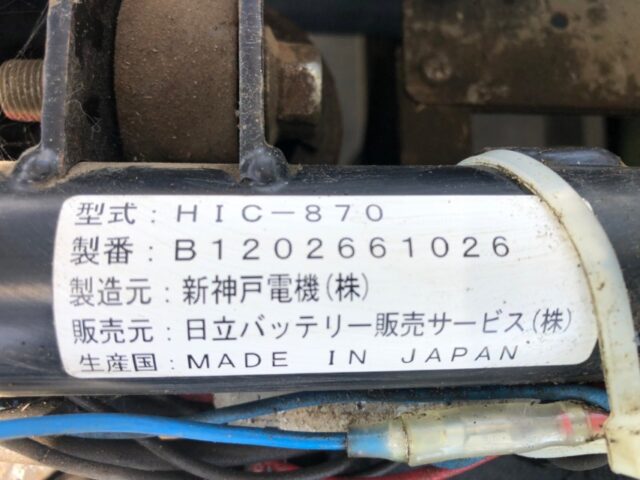 型式：HIC−870
製番：B1202661026
製造元：新神戸電機(株)
販売元：日立バッテリー販売サービス(株)
生産国：MADE IN JAPAN